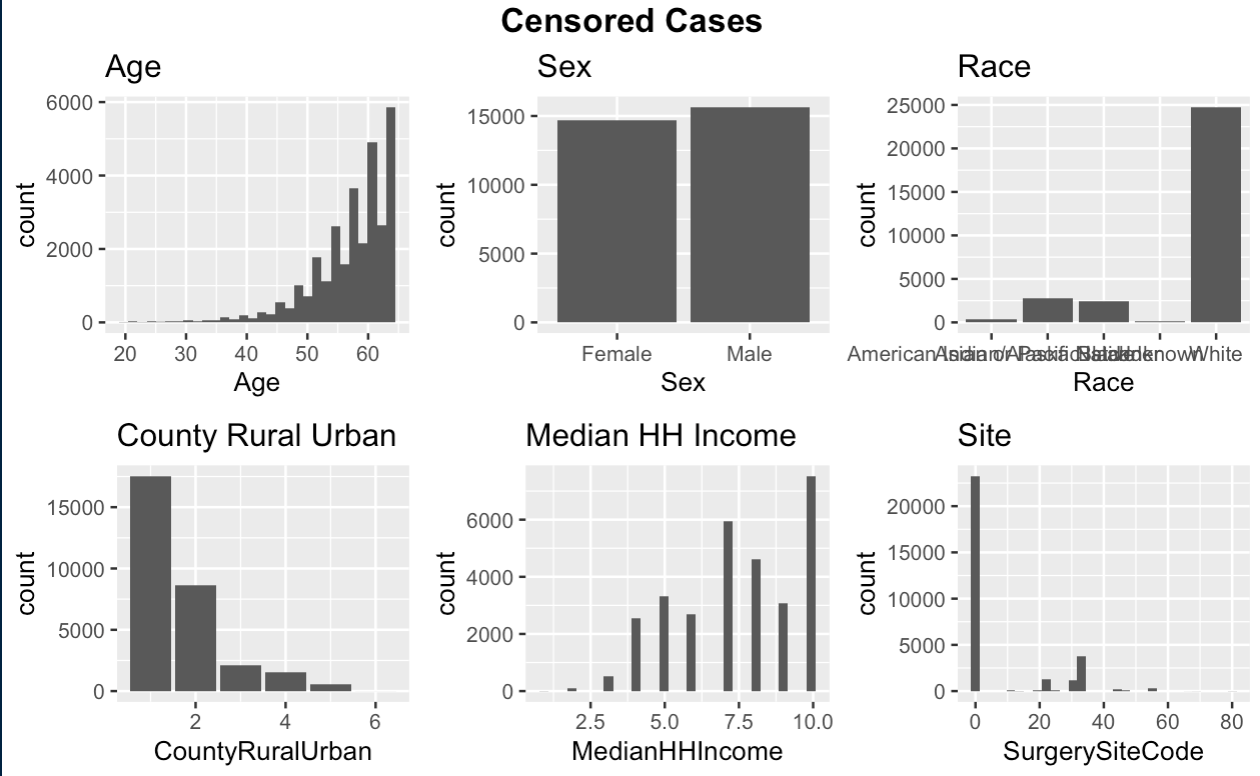 Censored Cases
Age
6000
4000
2000
0
count
20 30 40 50 60
Age
Sex
15000
10000
5000
0
count
Female Male
Sex
Race
25000
20000
15000
10000
5000
0
count
American Unknown White
Race
County Rural Urban
15000
10000
5000
0
count
2 4 6
CountyRuralUrban
Median HH Income
6000
4000
2000
0
count
2.5 5.0 7.5 10.0
MedianHHIncome
Site
20000
15000
10000
5000
0
count
0 20 40 60 80
SurgerySiteCode